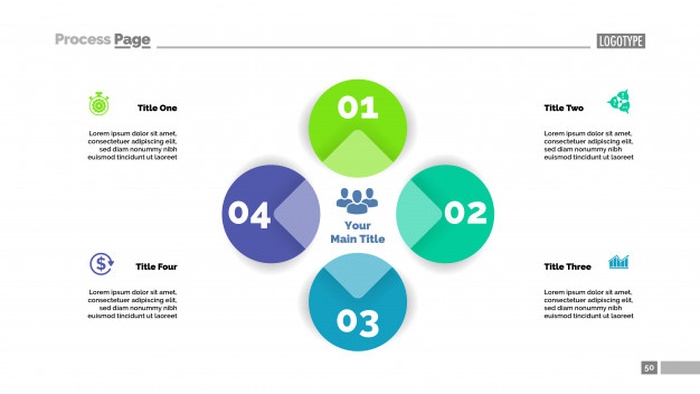 Process Page
LOGOTYPE
Title One
Lorem ipsum dolor sit amet,
consectetuer adipiscing elit,
sed diam nonummy nibh
euismod tincidunt ut laoreet
01
Title Two
Lorem ipsum dolor sit amet,
consectetuer adipiscing elit,
sed diam nonummy nibh
euismod tincidunt ut laoreet
04
Your
Main Title
02
Title Four
Lorem ipsum dolor sit amet,
consectetuer adipiscing elit,
sed diam nonummy nibh
euismod tincidunt ut laoreet
$
03
Title Three
Lorem ipsum dolor sit amet,
consectetuer adipiscing elit,
sed diam nonummy nibh
euismod tincidunt ut laoreet
50